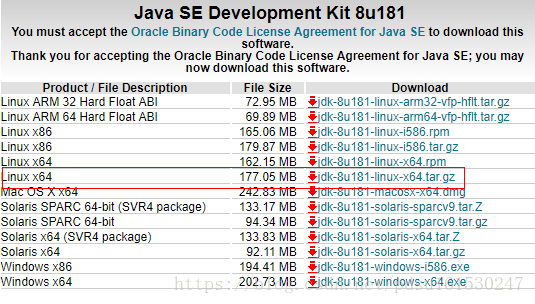 Java SE Development Kit 8u181
You must accept the Oracle Binary Code License Agreement for Java SE to download this
software.
Thank you for accepting the Oracle Binary Code License Agreement for Java SE; you may
now download this software.
Product / File Description File Size Download
Linux ARM 32 Hard Float ABI 72.95 MB jdk-8u181-linux-arm32-vfp-hflt.tar.gz
Linux ARM 64 Hard Float ABI 69.89 MB jdk-8u181-linux-arm64-vfp-hflt.tar.gz
Linux x86 165.06 MB jdk-8u181-linux-i586.rpm
Linux x86 179.87 MB jdk-8u181-linux-i586.tar.gz
Linux x64 162.15 MB jdk-8u181-linux-x64.rpm
Linux x64 177.05 MB jdk-8u181-linux-x64.tar.gz
Mac OS X x64 242.83 MB jdk-8u181-macosx-x64.dmg
Solaris SPARC 64-bit (SVR4 package) 133.17 MB jdk-8u181-solaris-sparcv9.tar.Z
Solaris SPARC 64-bit 94.34 MB jdk-8u181-solaris-sparcv9.tar.gz
Solaris x64 (SVR4 package) 133.83 MB jdk-8u181-solaris-x64.tar.Z
Solaris x64 92.11 MB jdk-8u181-solaris-x64.tar.gz
Windows x86 194.41 MB jdk-8u181-windows-i586.exe
Windows x64 202.73 MB jdk-8u181-windows-x64.exe